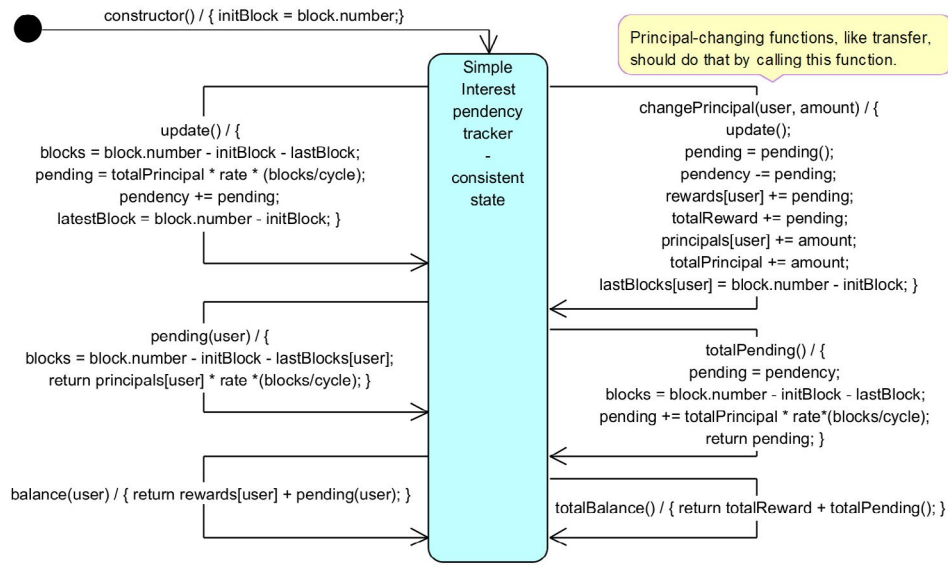 constructor() / { initBlock = block.number;}
Principal-changing functions, like transfer,
should do that by calling this function.
Simple
Interest
pendency
tracker
-
consistent
state
update() / {
blocks = block.number - initBlock - lastBlock;
pending = totalPrincipal * rate * (blocks/cycle);
pendency += pending;
latestBlock = block.number - initBlock; }
changePrincipal(user, amount) / {
update();
pending = pending();
pendency -= pending;
rewards[user] += pending;
totalReward += pending;
principals[user] += amount;
totalPrincipal += amount;
lastBlocks[user] = block.number - initBlock; }
pending(user) / {
blocks = block.number - initBlock - lastBlocks[user];
return principals[user] * rate *(blocks/cycle); }
totalPending() / {
pending = pendency;
blocks = block.number - initBlock - lastBlock;
pending += totalPrincipal * rate*(blocks/cycle);
return pending; }
balance(user) / { return rewards[user] + pending(user); }
totalBalance() / { return totalReward + totalPending(); }